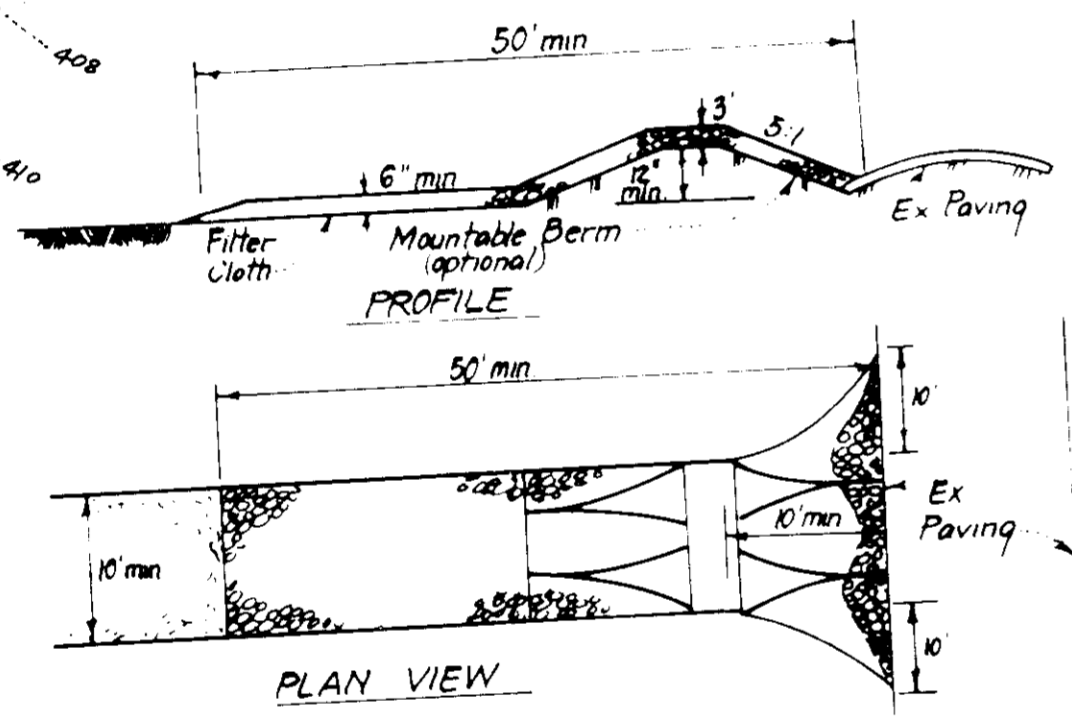 408
410
50' min
3'
5:1
6" min
12"
min.
Filter
Cloth
Mountable Berm
(optional)
Ex Paving
PROFILE
50' min.
10'
10' min
10' min
Ex
Paving
10'
PLAN VIEW